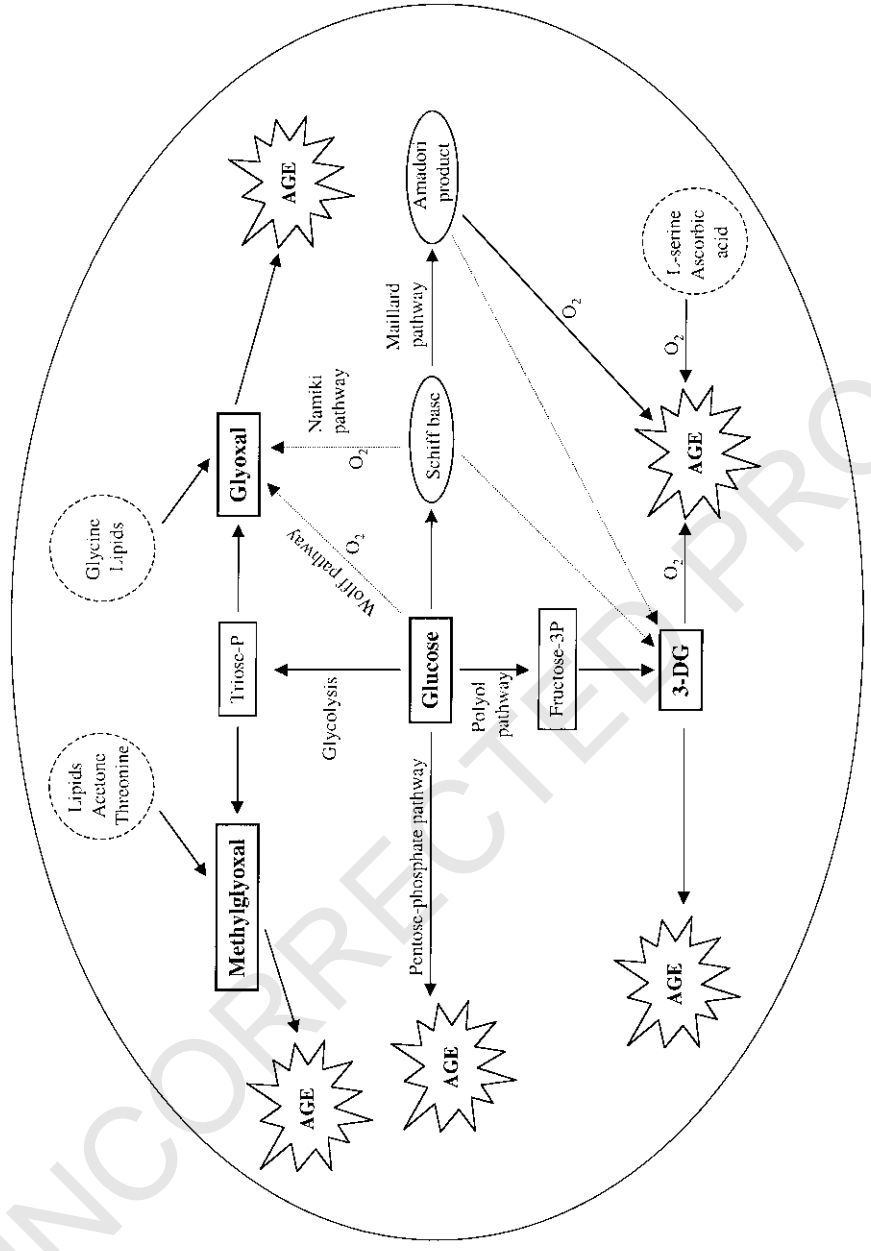 Lipids
Acetone
Threonine
Glycine
Lipids
Methylglyoxal
Triose-P
Glyoxal
AGE
AGE
Glycolysis
Wolff pathway
O₂
Namiki
pathway
O₂
AGE
Pentose-phosphate pathway
Glucose
Schiff base
Maillard
pathway
Amadori
product
Polyol
pathway
Fructose-3P
O₂
AGE
3-DG
O₂
AGE
O₂
L-serine
Ascorbic
acid
UNCORRECTED PRO